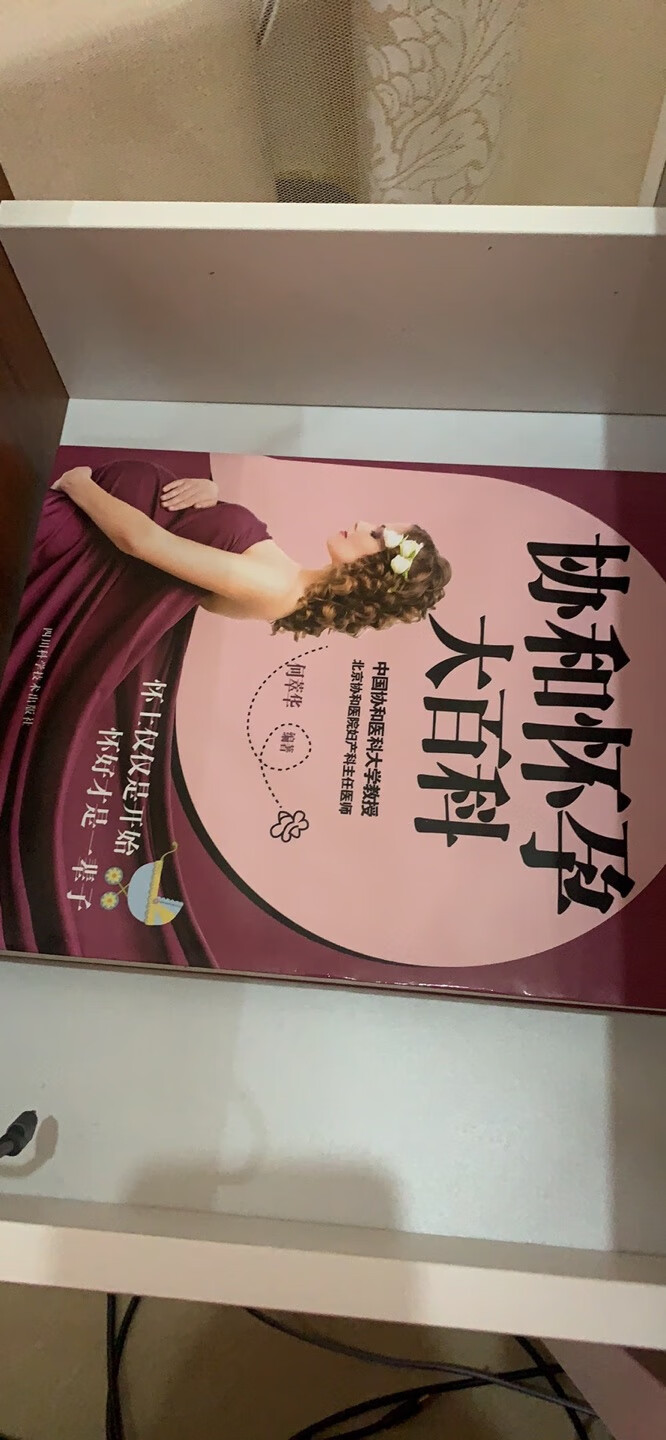 协和怀孕
大百科
中国协和医科大学教授
北京协和医院妇产科主任医师
何萃华 编著
怀上仅仅是开始
怀好才是一辈子
四川科学技术出版社